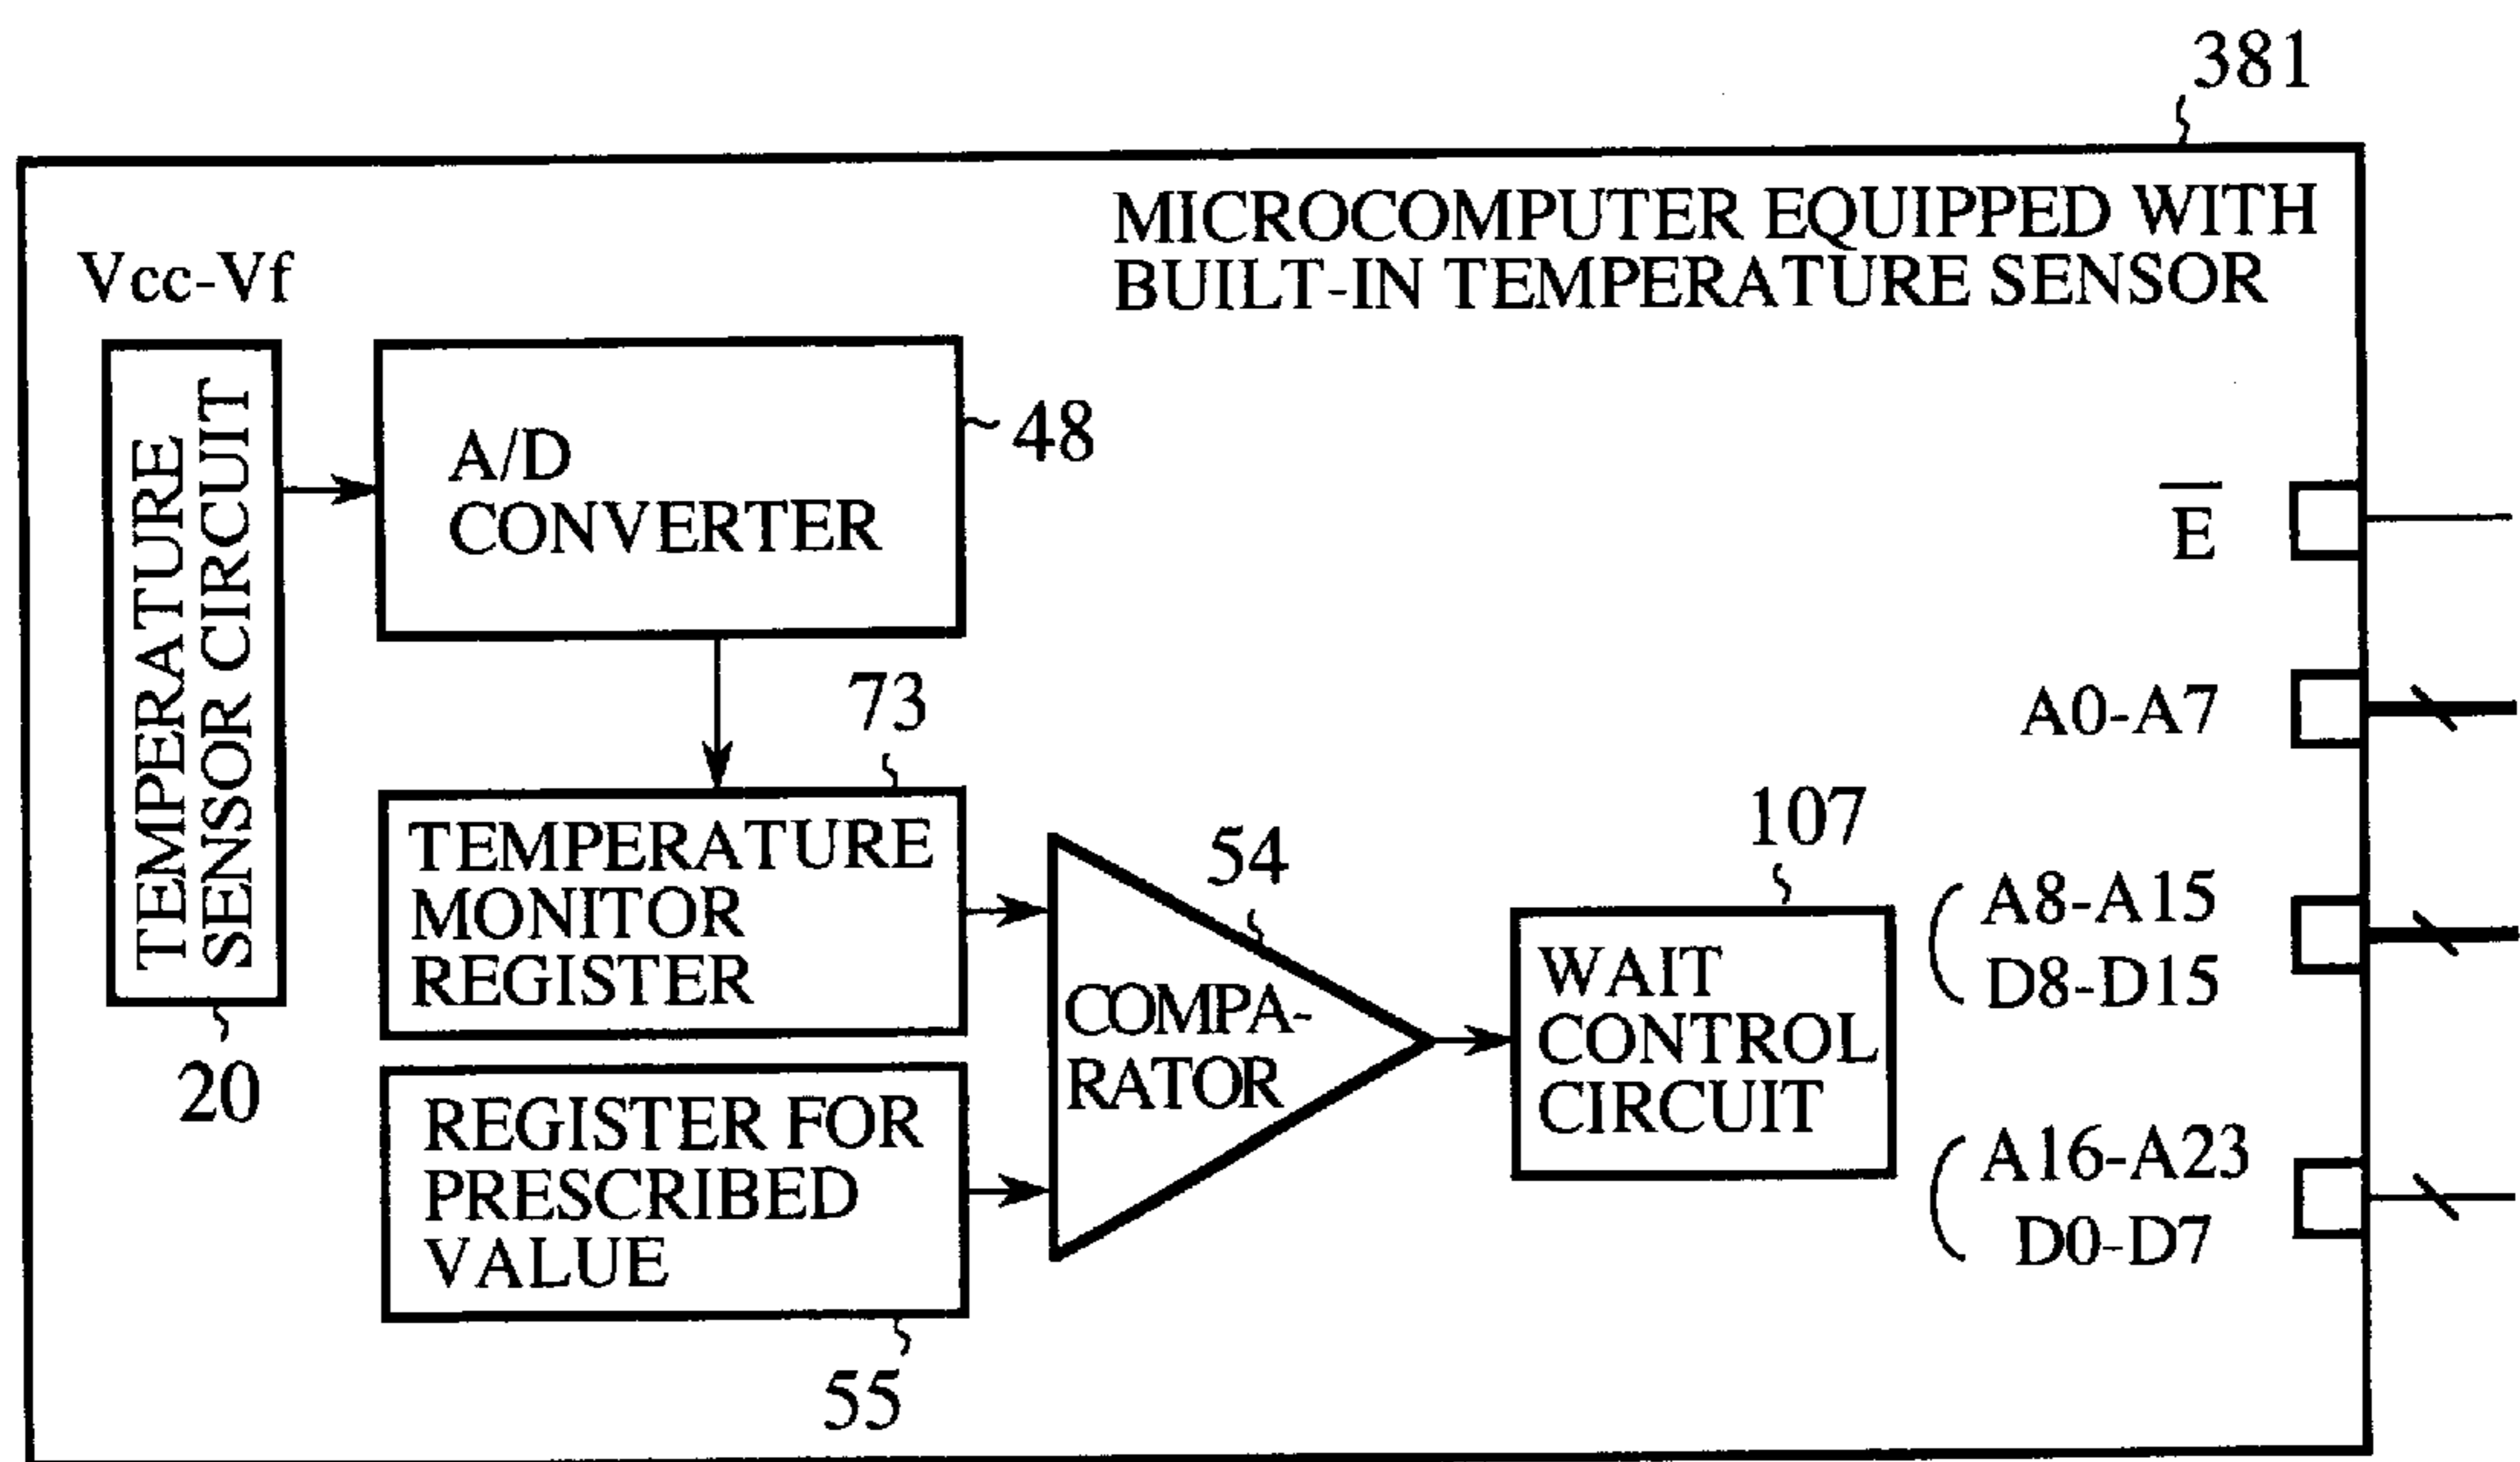 381
MICROCOMPUTER EQUIPPED WITH
BUILT-IN TEMPERATURE SENSOR
Vcc-Vf
TEMPERATURE
SENSOR CIRCUIT
20
A/D
CONVERTER
48
73
TEMPERATURE
MONITOR
REGISTER
REGISTER FOR
PRESCRIBED
VALUE
55
54
COMPA-
RATOR
107
WAIT
CONTROL
CIRCUIT
E̅
A0-A7
A8-A15
D8-D15
A16-A23
D0-D7